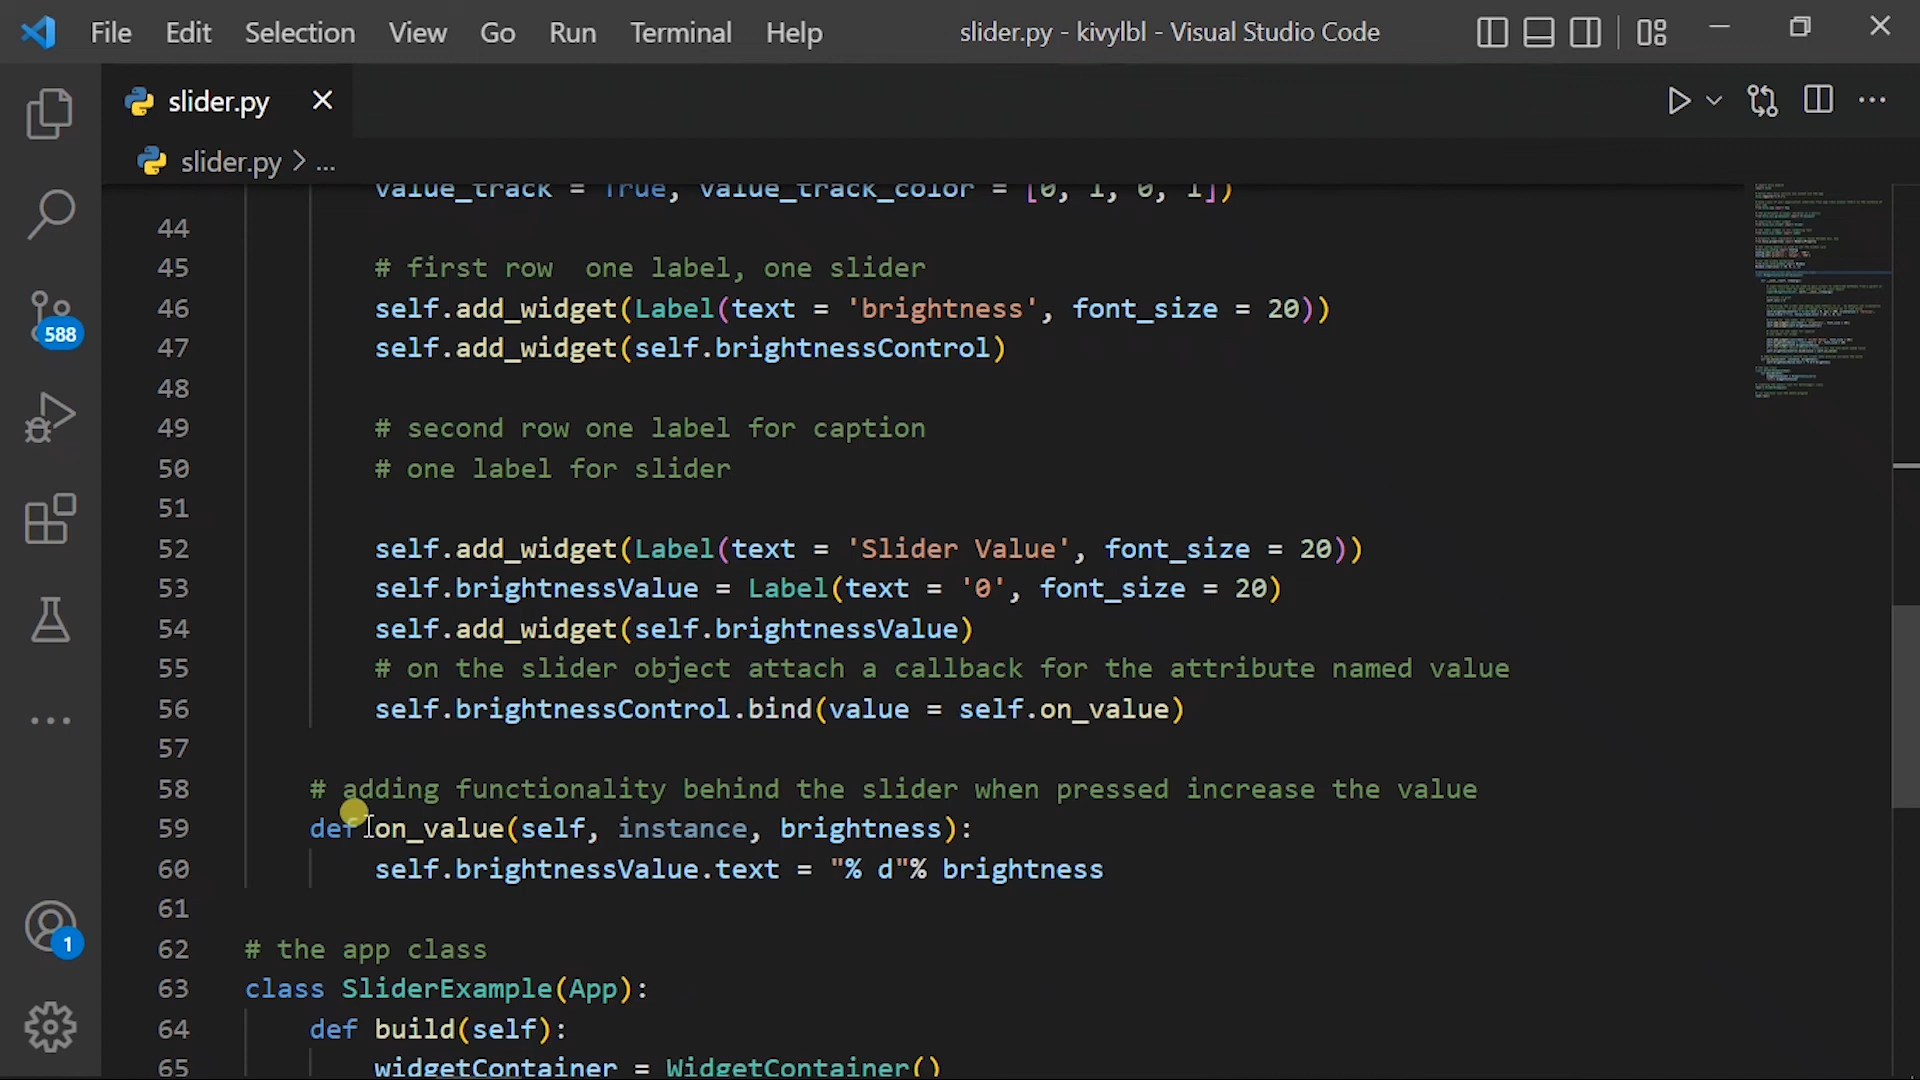 File Edit Selection View Go Run Terminal Help slider.py - kivylbl - Visual Studio Code
slider.py
slider.py > ...
value_track = True, value_track_color = [0, 1, 0, 1])
44
45 # first row  one label, one slider
46 self.add_widget(Label(text = 'brightness', font_size = 20))
47 self.add_widget(self.brightnessControl)
48
49 # second row one label for caption
50 # one label for slider
51
52 self.add_widget(Label(text = 'Slider Value', font_size = 20))
53 self.brightnessValue = Label(text = '0', font_size = 20)
54 self.add_widget(self.brightnessValue)
55 # on the slider object attach a callback for the attribute named value
56 self.brightnessControl.bind(value = self.on_value)
57
58 # adding functionality behind the slider when pressed increase the value
59 def on_value(self, instance, brightness):
60 self.brightnessValue.text = "% d"% brightness
61
62 # the app class
63 class SliderExample(App):
64 def build(self):
65 widgetContainer = WidgetContainer()
588
1